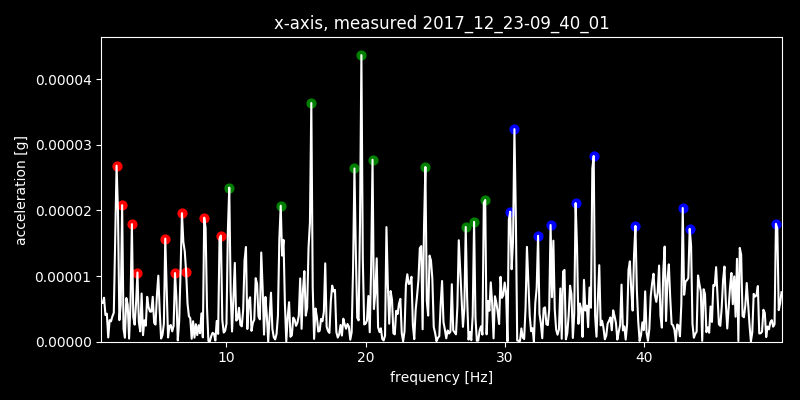 x-axis, measured 2017_12_23-09_40_01
0.00004
0.00003
0.00002
0.00001
0.00000
acceleration [g]
10 20 30 40
frequency [Hz]